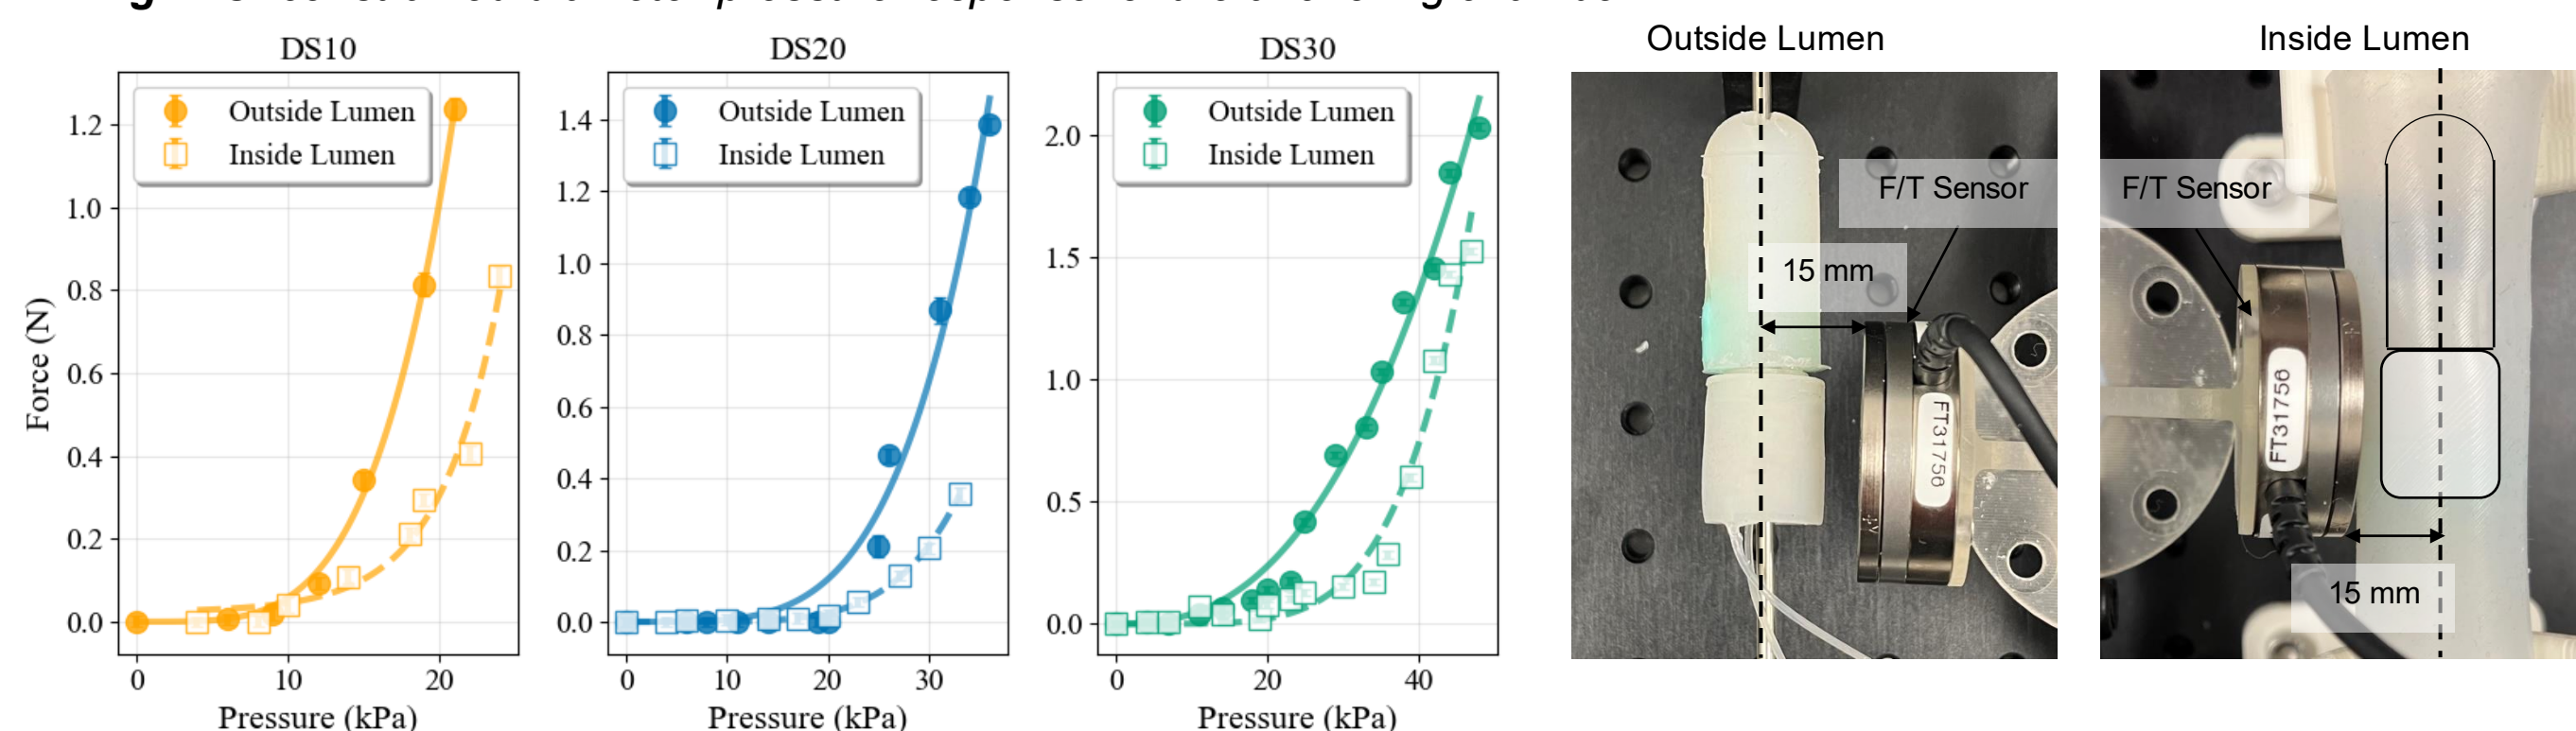 DS10
Outside Lumen
Inside Lumen
1.2
1.0
0.8
0.6
0.4
0.2
0.0
Force (N)
0 10 20
Pressure (kPa)
DS20
Outside Lumen
Inside Lumen
1.4
1.2
1.0
0.8
0.6
0.4
0.2
0.0
0 10 20 30
Pressure (kPa)
DS30
Outside Lumen
Inside Lumen
2.0
1.5
1.0
0.5
0.0
0 20 40
Pressure (kPa)
Outside Lumen
F/T Sensor
15 mm
FT31756
Inside Lumen
F/T Sensor
FT31756
15 mm